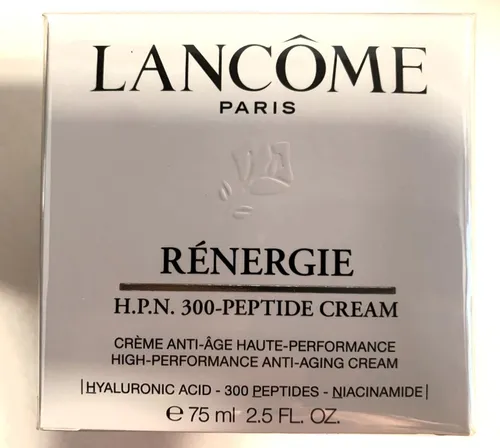 LANCÔME
PARIS
RÉNERGIE
H.P.N. 300-PEPTIDE CREAM
CRÈME ANTI-ÂGE HAUTE-PERFORMANCE
HIGH-PERFORMANCE ANTI-AGING CREAM
|HYALURONIC ACID - 300 PEPTIDES - NIACINAMIDE|
℮ 75 ml 2.5 FL. OZ.